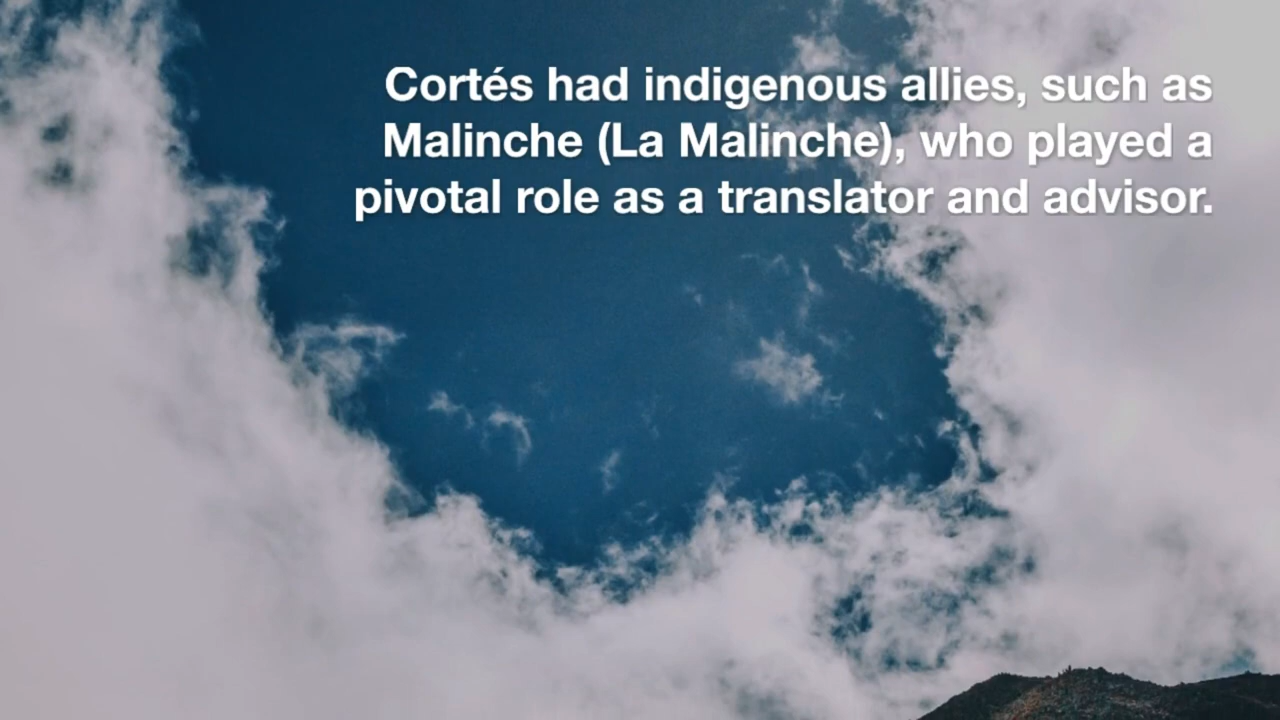 Cortés had indigenous allies, such as
Malinche (La Malinche), who played a
pivotal role as a translator and advisor.